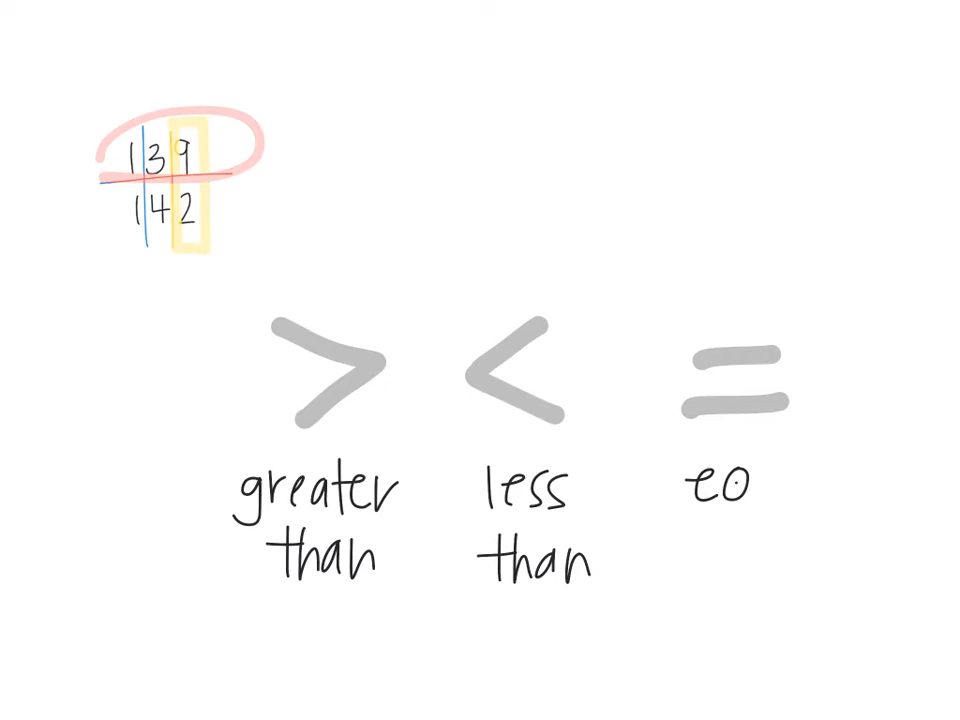 139
142
> < =
greater less eo
than than